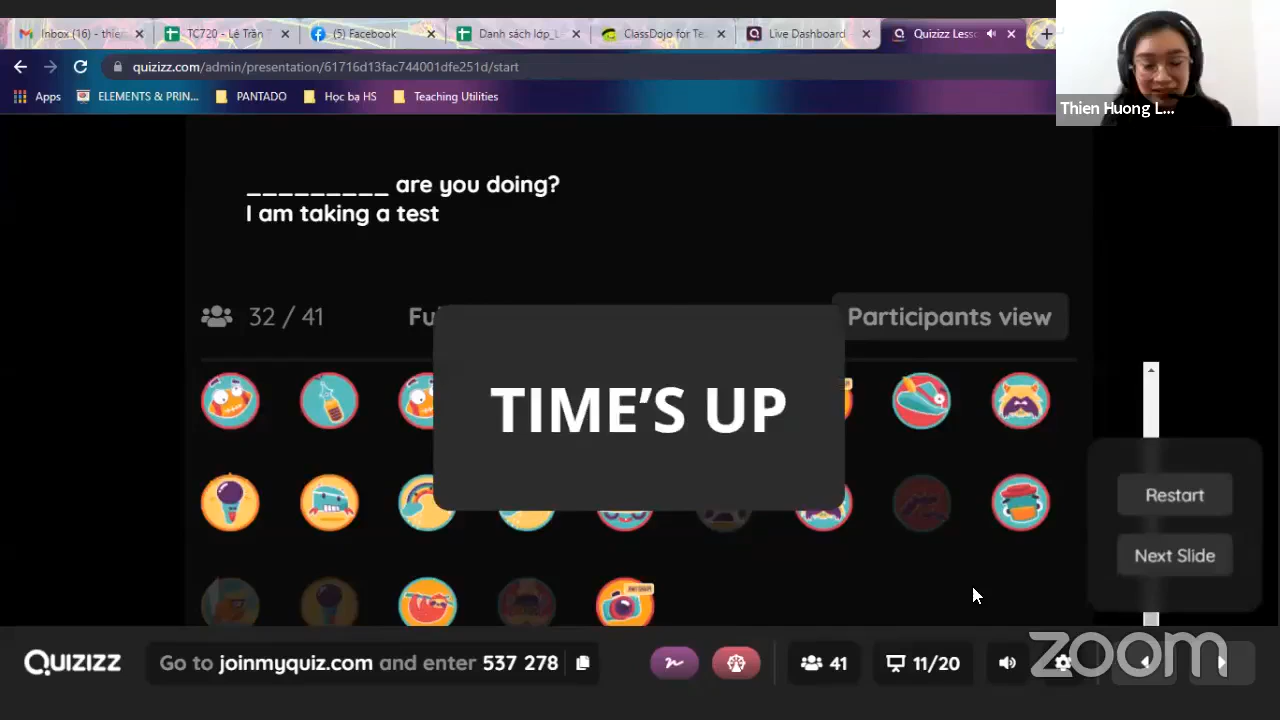 Inbox (16) - thie
TC720 - Lê Trần T
(5) Facebook
Danh sách lớp_L
ClassDojo for Te
Live Dashboard
Quizizz Less
quizizz.com/admin/presentation/61716d13fac744001dfe251d/start
Apps
ELEMENTS & PRIN...
PANTADO
Học bạ HS
Teaching Utilities
Thien Huong L...
_________ are you doing?
I am taking a test
32 / 41
Fu
Participants view
TIME'S UP
Restart
Next Slide
QUIZIZZ
Go to joinmyquiz.com and enter 537 278
41
11/20
zoom